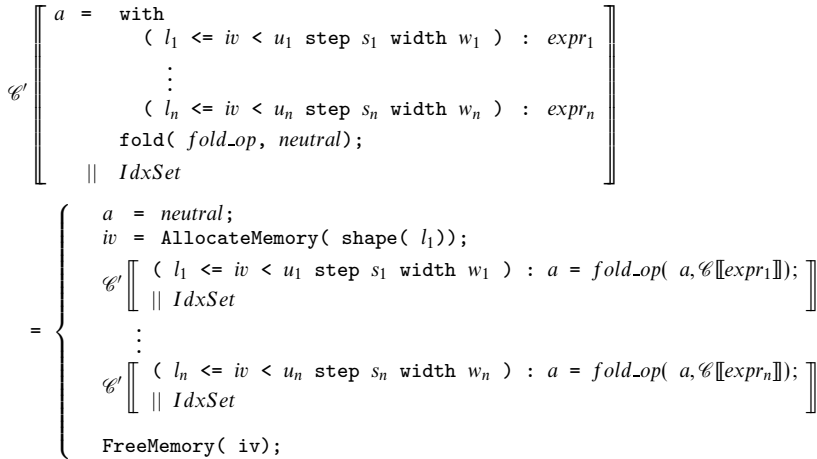 a = with
( l₁ <= iv < u₁ step s₁ width w₁ ) : expr₁
⋮
𝒞′ ⟦
( lₙ <= iv < uₙ step sₙ width wₙ ) : exprₙ
fold( fold_op, neutral);
|| IdxSet ⟧
a = neutral;
iv = AllocateMemory( shape( l₁));
𝒞′ ⟦ ( l₁ <= iv < u₁ step s₁ width w₁ ) : a = fold_op( a,𝒞⟦expr₁⟧);
|| IdxSet ⟧
= { ⋮
𝒞′ ⟦ ( lₙ <= iv < uₙ step sₙ width wₙ ) : a = fold_op( a,𝒞⟦exprₙ⟧);
|| IdxSet ⟧
FreeMemory( iv);